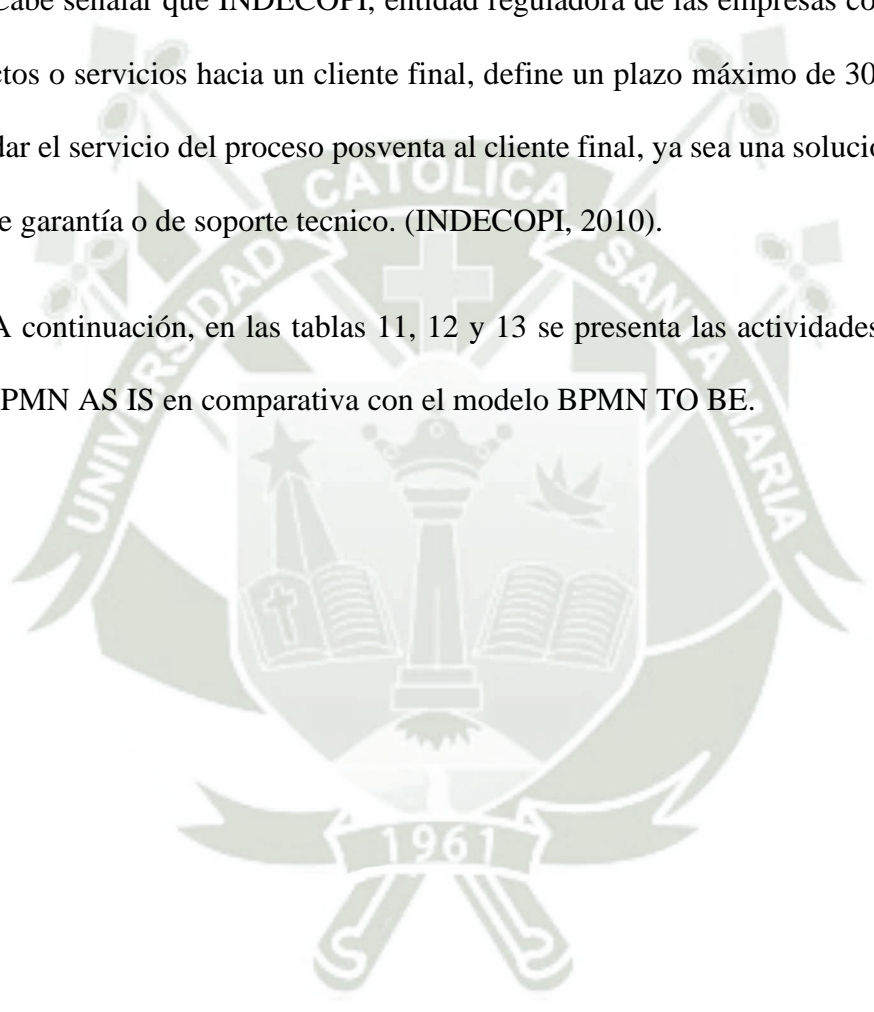 Cabe señalar que INDECOPI, entidad reguladora de las empresas co
ctos o servicios hacia un cliente final, define un plazo máximo de 30
dar el servicio del proceso posventa al cliente final, ya sea una soluci
e garantía o de soporte tecnico. (INDECOPI, 2010).
A continuación, en las tablas 11, 12 y 13 se presenta las actividades
PMN AS IS en comparativa con el modelo BPMN TO BE.
UNIVERSIDAD CATOLICA SANTA MARIA
1961